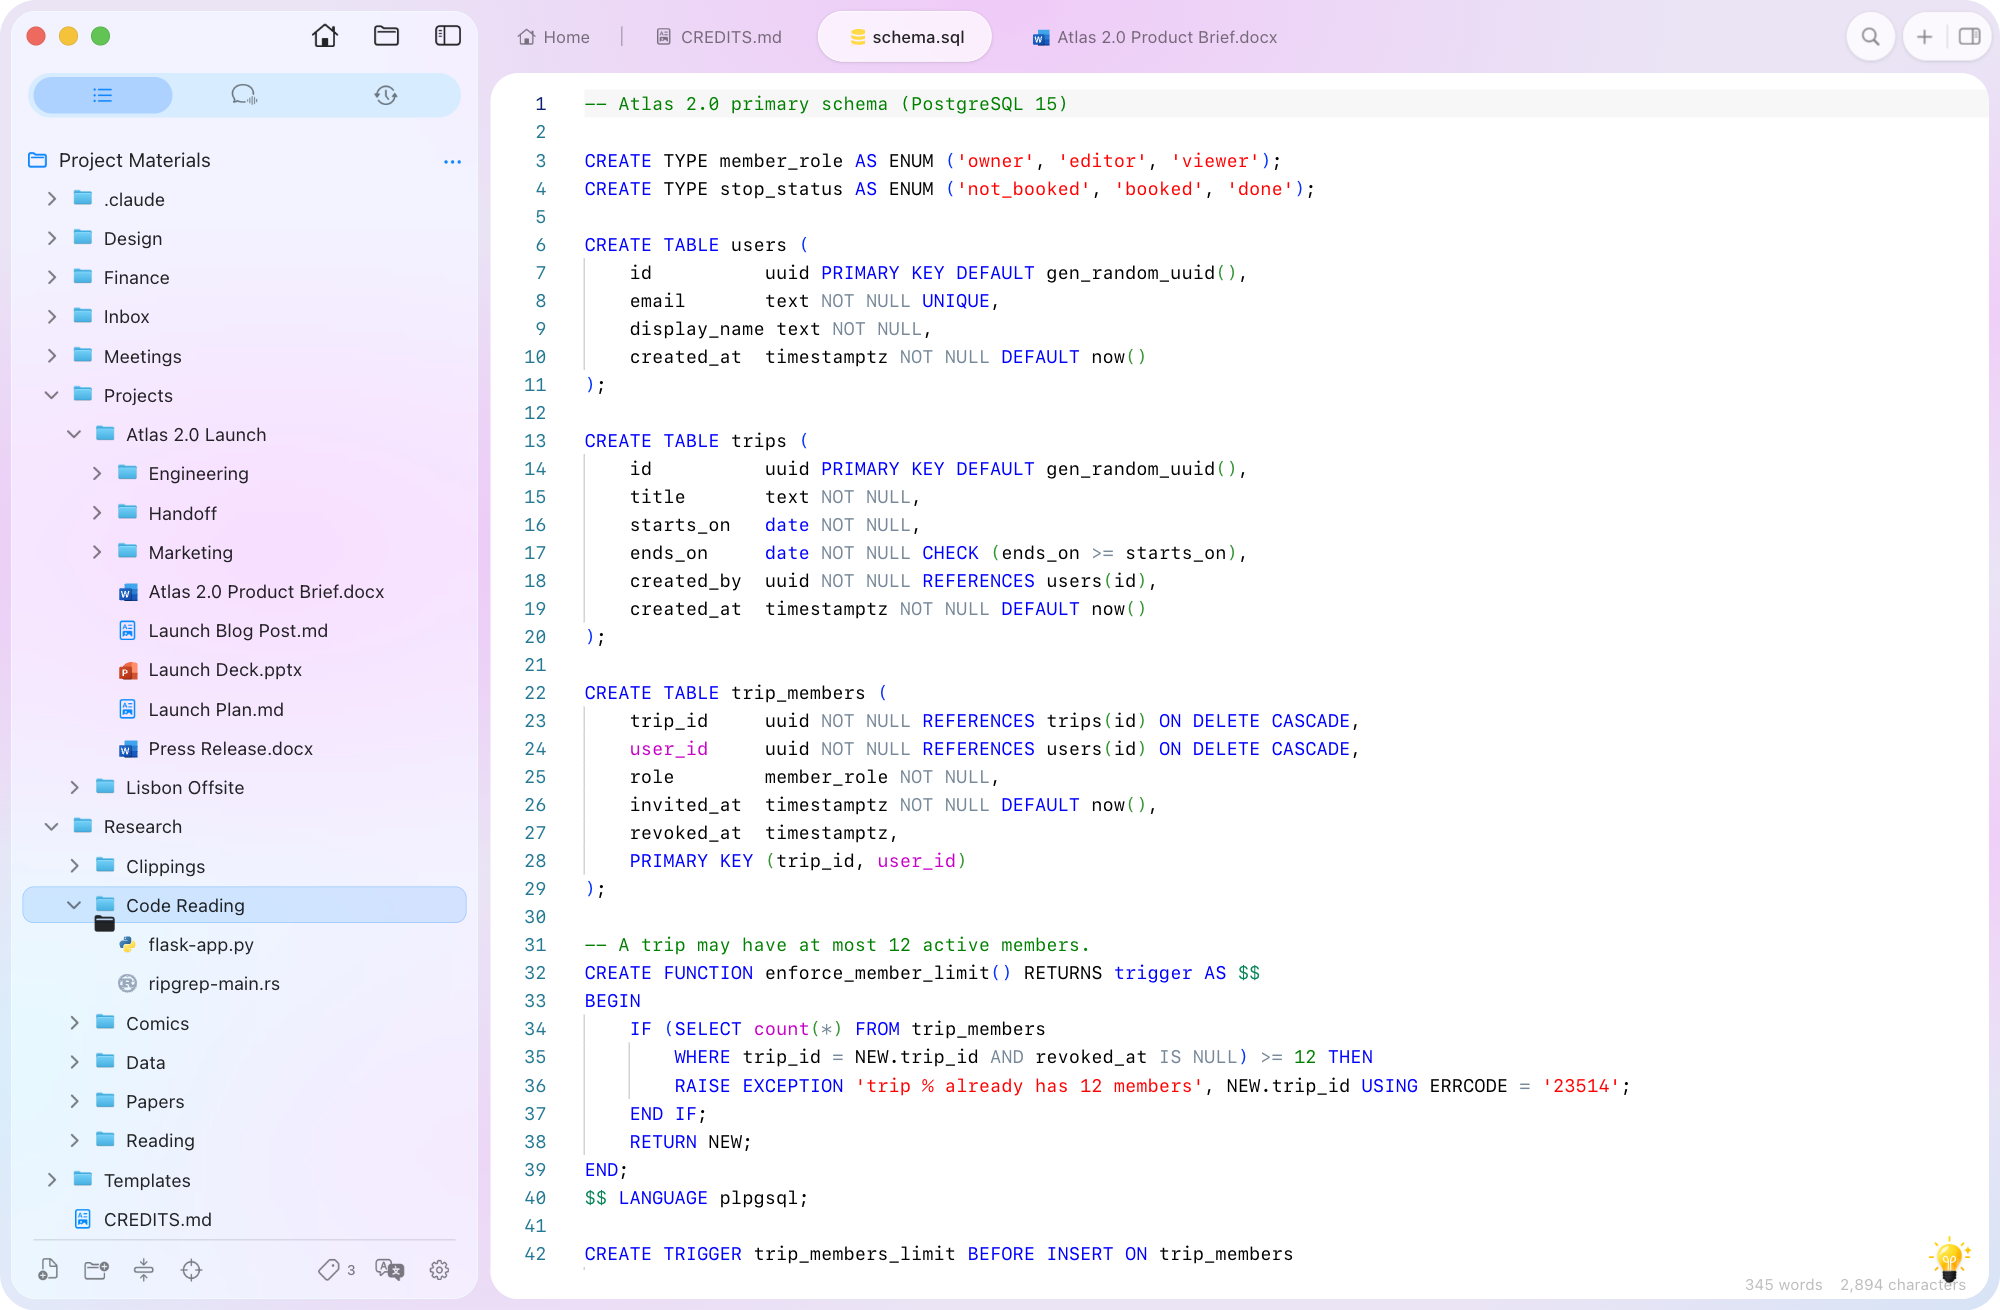 Home
CREDITS.md
schema.sql
Atlas 2.0 Product Brief.docx
Project Materials
.claude
Design
Finance
Inbox
Meetings
Projects
Atlas 2.0 Launch
Engineering
Handoff
Marketing
Atlas 2.0 Product Brief.docx
Launch Blog Post.md
Launch Deck.pptx
Launch Plan.md
Press Release.docx
Lisbon Offsite
Research
Clippings
Code Reading
flask-app.py
ripgrep-main.rs
Comics
Data
Papers
Reading
Templates
CREDITS.md
3
1 -- Atlas 2.0 primary schema (PostgreSQL 15)
2
3 CREATE TYPE member_role AS ENUM ('owner', 'editor', 'viewer');
4 CREATE TYPE stop_status AS ENUM ('not_booked', 'booked', 'done');
5
6 CREATE TABLE users (
7     id          uuid PRIMARY KEY DEFAULT gen_random_uuid(),
8     email       text NOT NULL UNIQUE,
9     display_name text NOT NULL,
10     created_at  timestamptz NOT NULL DEFAULT now()
11 );
12
13 CREATE TABLE trips (
14     id          uuid PRIMARY KEY DEFAULT gen_random_uuid(),
15     title       text NOT NULL,
16     starts_on   date NOT NULL,
17     ends_on     date NOT NULL CHECK (ends_on >= starts_on),
18     created_by  uuid NOT NULL REFERENCES users(id),
19     created_at  timestamptz NOT NULL DEFAULT now()
20 );
21
22 CREATE TABLE trip_members (
23     trip_id     uuid NOT NULL REFERENCES trips(id) ON DELETE CASCADE,
24     user_id     uuid NOT NULL REFERENCES users(id) ON DELETE CASCADE,
25     role        member_role NOT NULL,
26     invited_at  timestamptz NOT NULL DEFAULT now(),
27     revoked_at  timestamptz,
28     PRIMARY KEY (trip_id, user_id)
29 );
30
31 -- A trip may have at most 12 active members.
32 CREATE FUNCTION enforce_member_limit() RETURNS trigger AS $$
33 BEGIN
34     IF (SELECT count(*) FROM trip_members
35         WHERE trip_id = NEW.trip_id AND revoked_at IS NULL) >= 12 THEN
36         RAISE EXCEPTION 'trip % already has 12 members', NEW.trip_id USING ERRCODE = '23514';
37     END IF;
38     RETURN NEW;
39 END;
40 $$ LANGUAGE plpgsql;
41
42 CREATE TRIGGER trip_members_limit BEFORE INSERT ON trip_members
345 words 2,894 characters